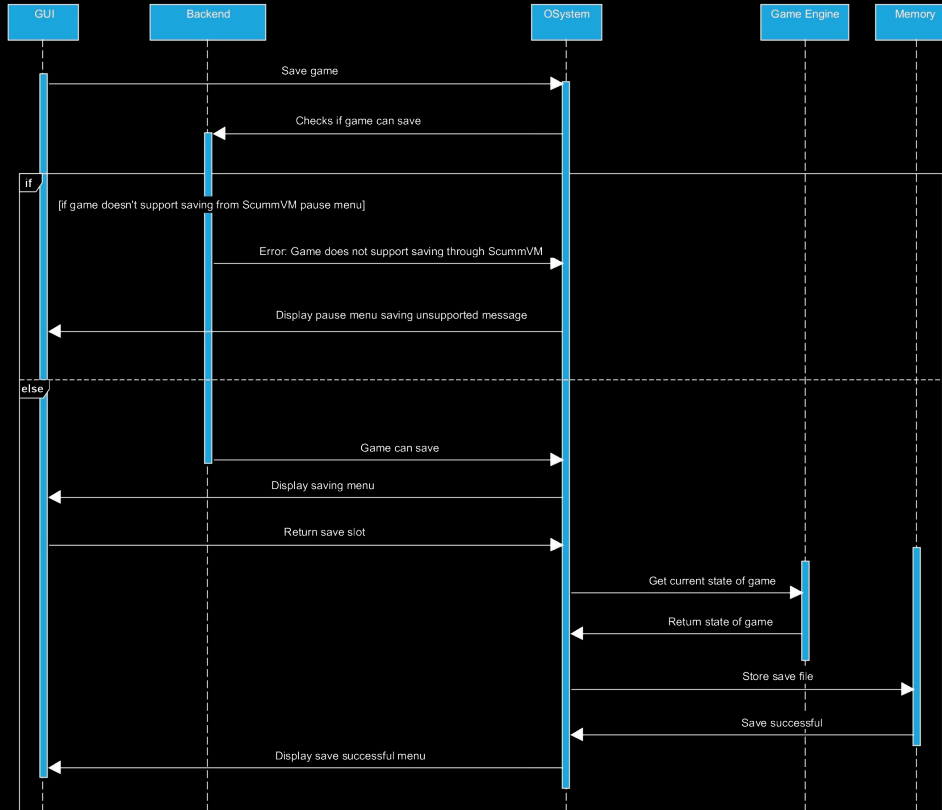 GUI
Backend
OSystem
Game Engine
Memory
Save game
Checks if game can save
if
[if game doesn't support saving from ScummVM pause menu]
Error: Game does not support saving through ScummVM
Display pause menu saving unsupported message
else
Game can save
Display saving menu
Return save slot
Get current state of game
Return state of game
Store save file
Save successful
Display save successful menu